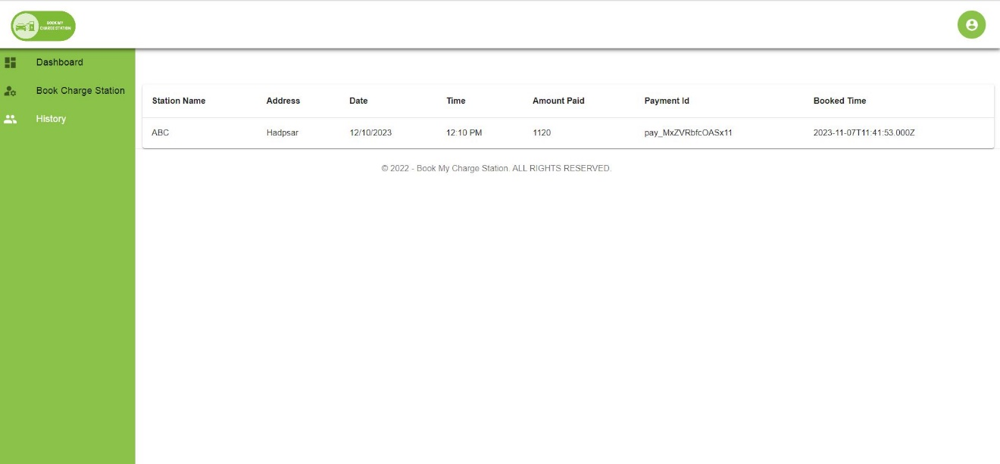 BOOK MY
CHARGE STATION
Dashboard
Book Charge Station
History
Station Name Address Date Time Amount Paid Payment Id Booked Time
ABC Hadpsar 12/10/2023 12:10 PM 1120 pay_MxZVRbfcOASx11 2023-11-07T11:41:53.000Z
© 2022 - Book My Charge Station. ALL RIGHTS RESERVED.